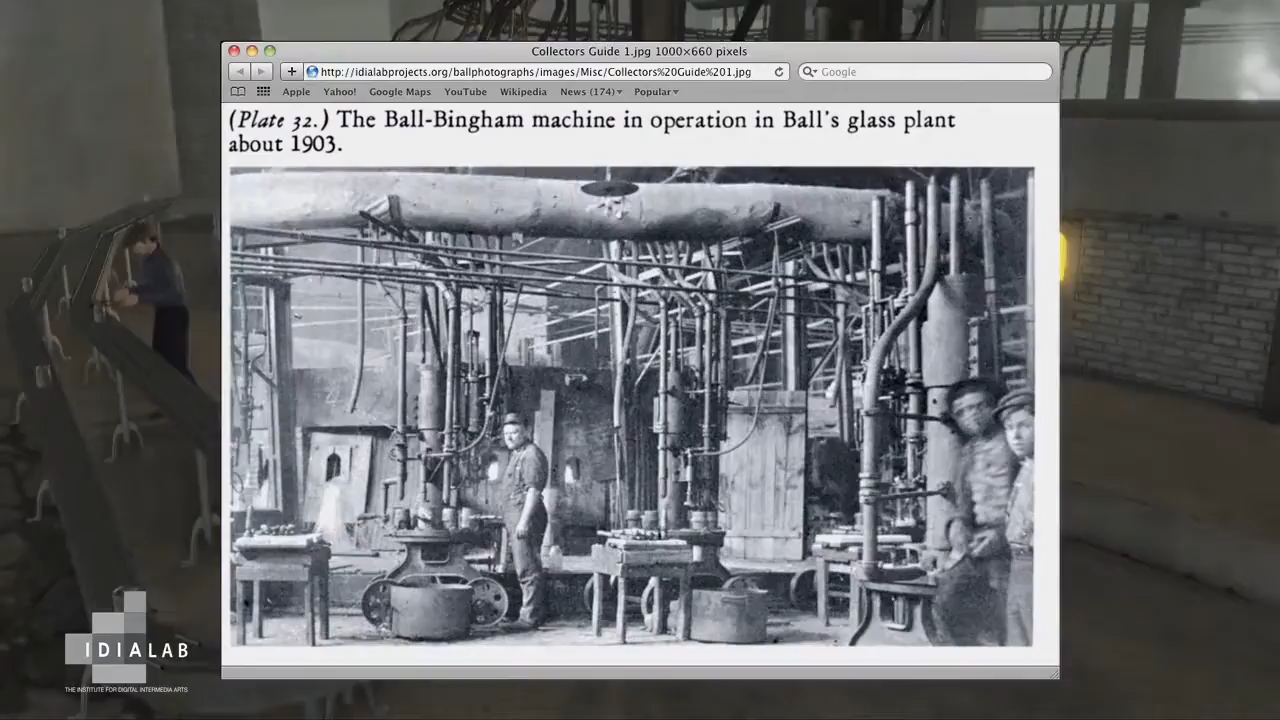 Collectors Guide 1.jpg 1000×660 pixels
http://idialabprojects.org/ballphotographs/images/Misc/Collectors%20Guide%201.jpg
Google
Apple Yahoo! Google Maps YouTube Wikipedia News (174) Popular
(Plate 32.) The Ball-Bingham machine in operation in Ball's glass plant
about 1903.
IDIALAB
THE INSTITUTE FOR DIGITAL INTERMEDIA ARTS